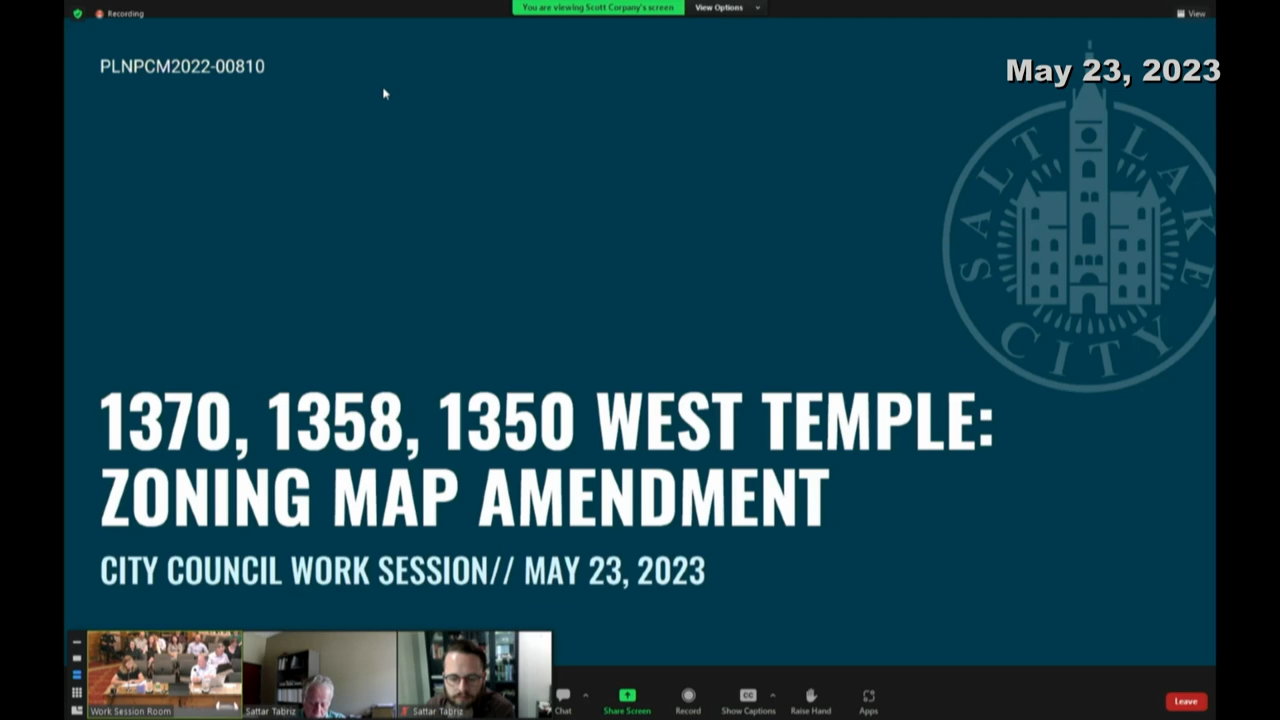 Recording
You are viewing Scott Corpany's screen
View Options
View
PLNPCM2022-00810
May 23, 2023
SALT LAKE CITY
1370, 1358, 1350 WEST TEMPLE:
ZONING MAP AMENDMENT
CITY COUNCIL WORK SESSION// MAY 23, 2023
Work Session Room
Sattar Tabriz
Sattar Tabriz
Chat
Share Screen
Record
CC
Show Captions
Raise Hand
Apps
Leave